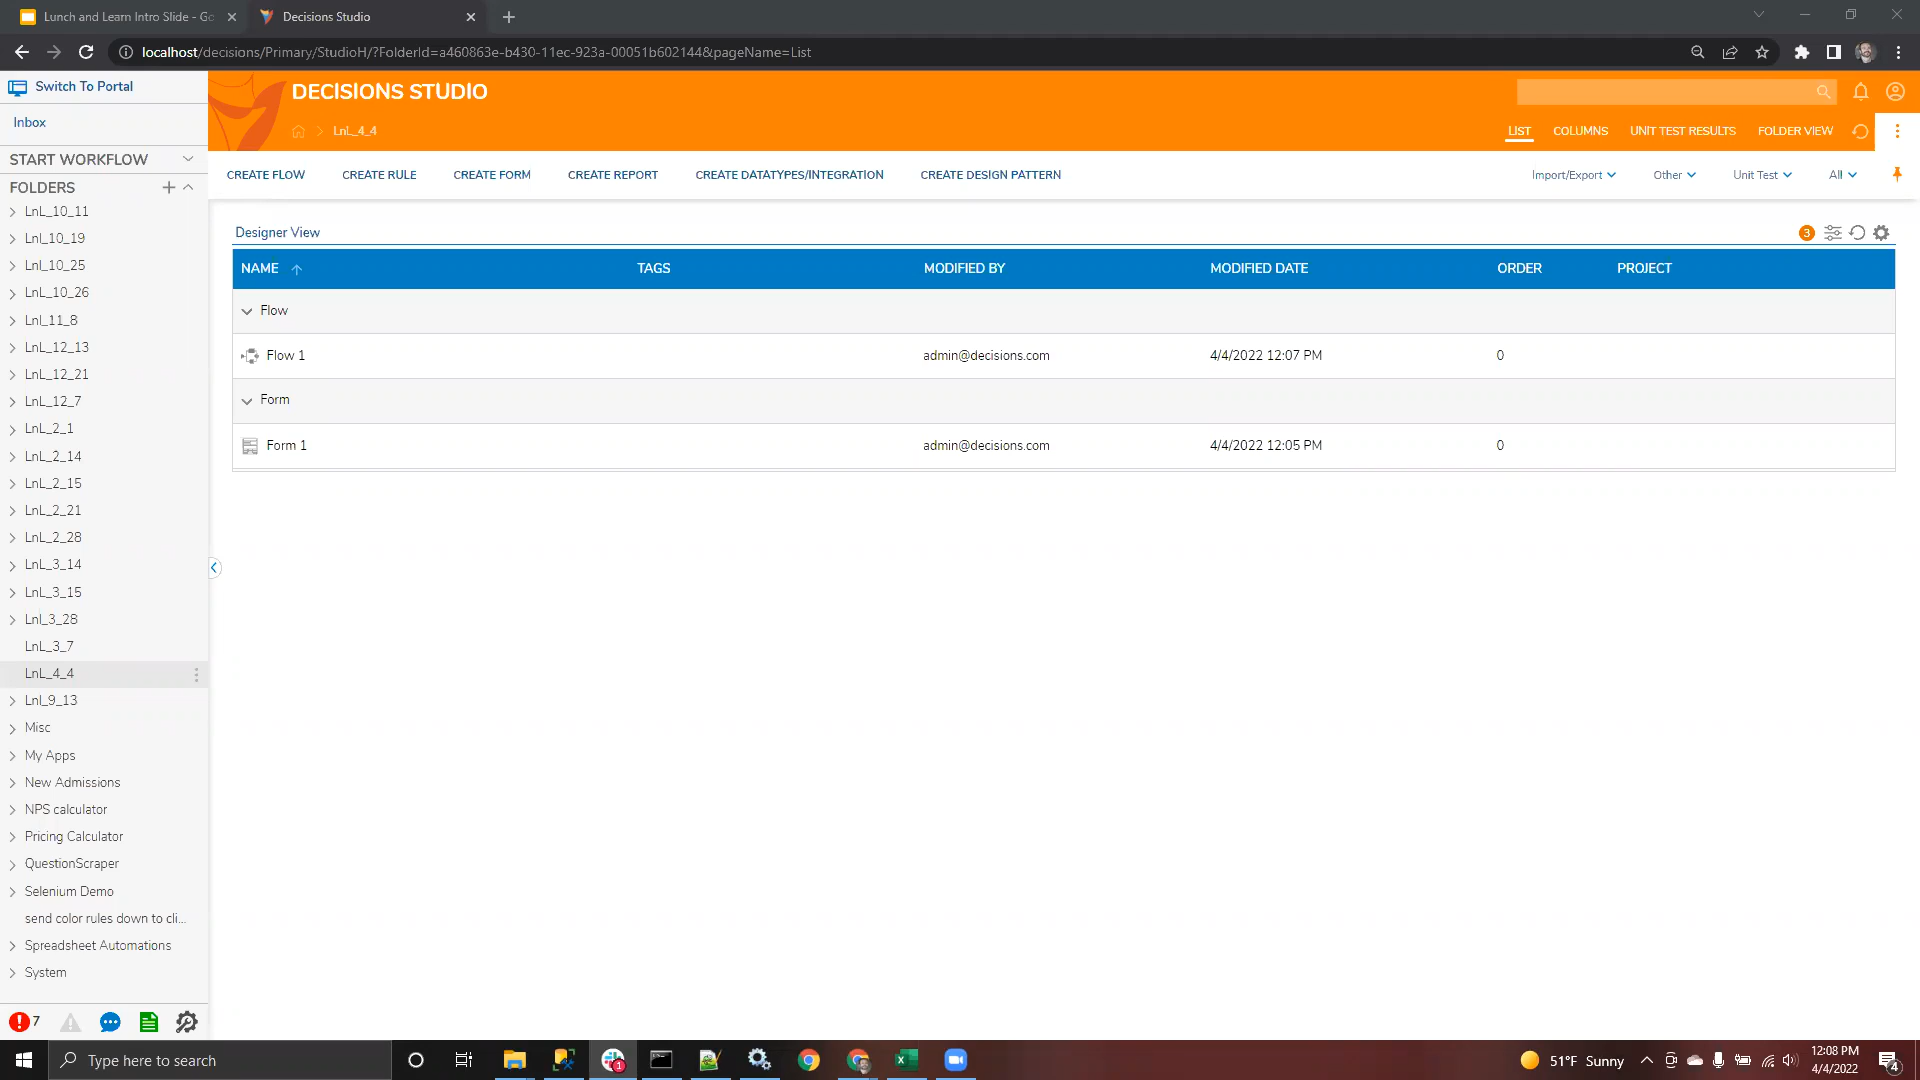 Lunch and Learn Intro Slide - Go
Decisions Studio
localhost/decisions/Primary/StudioH/?FolderId=a460863e-b430-11ec-923a-00051b602144&pageName=List
Switch To Portal
DECISIONS STUDIO
Inbox
LnL_4_4
LIST COLUMNS UNIT TEST RESULTS FOLDER VIEW
START WORKFLOW
FOLDERS
CREATE FLOW CREATE RULE CREATE FORM CREATE REPORT CREATE DATATYPES/INTEGRATION CREATE DESIGN PATTERN
Import/Export Other Unit Test All
LnL_10_11
Lnl_10_19
Lnl_10_25
LnL_10_26
Lnl_11_8
LnL_12_13
LnL_12_21
LnL_12_7
LnL_2_1
LnL_2_14
LnL_2_15
LnL_2_21
LnL_2_28
LnL_3_14
LnL_3_15
Lnl_3_28
LnL_3_7
LnL_4_4
Lnl_9_13
Misc
My Apps
New Admissions
NPS calculator
Pricing Calculator
QuestionScraper
Selenium Demo
send color rules down to cli...
Spreadsheet Automations
System
7
Designer View
3
NAME TAGS MODIFIED BY MODIFIED DATE ORDER PROJECT
Flow
Flow 1 admin@decisions.com 4/4/2022 12:07 PM 0
Form
Form 1 admin@decisions.com 4/4/2022 12:05 PM 0
Type here to search
1
51°F Sunny
12:08 PM
4/4/2022
4